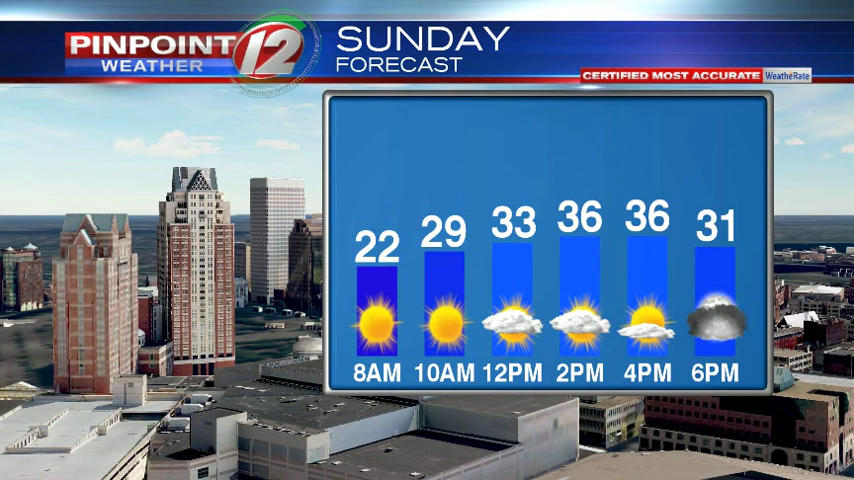 PINPOINT 12
WEATHER
SUNDAY
FORECAST
CERTIFIED MOST ACCURATE WeatheRate
22 29 33 36 36 31
8AM 10AM 12PM 2PM 4PM 6PM